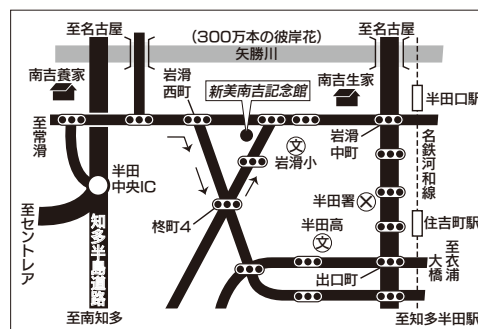 至名古屋
至名古屋
(300万本の彼岸花)
矢勝川
南吉養家
岩滑
西町
新美南吉記念館
南吉生家
半田口駅
至常滑
岩滑
中町
名鉄河和線
文
岩滑小
半田
中央IC
半田署
住吉町駅
至セントレア
知多半島道路
柊町4
半田高
文
至衣浦
大橋
出口町
至南知多
至知多半田駅